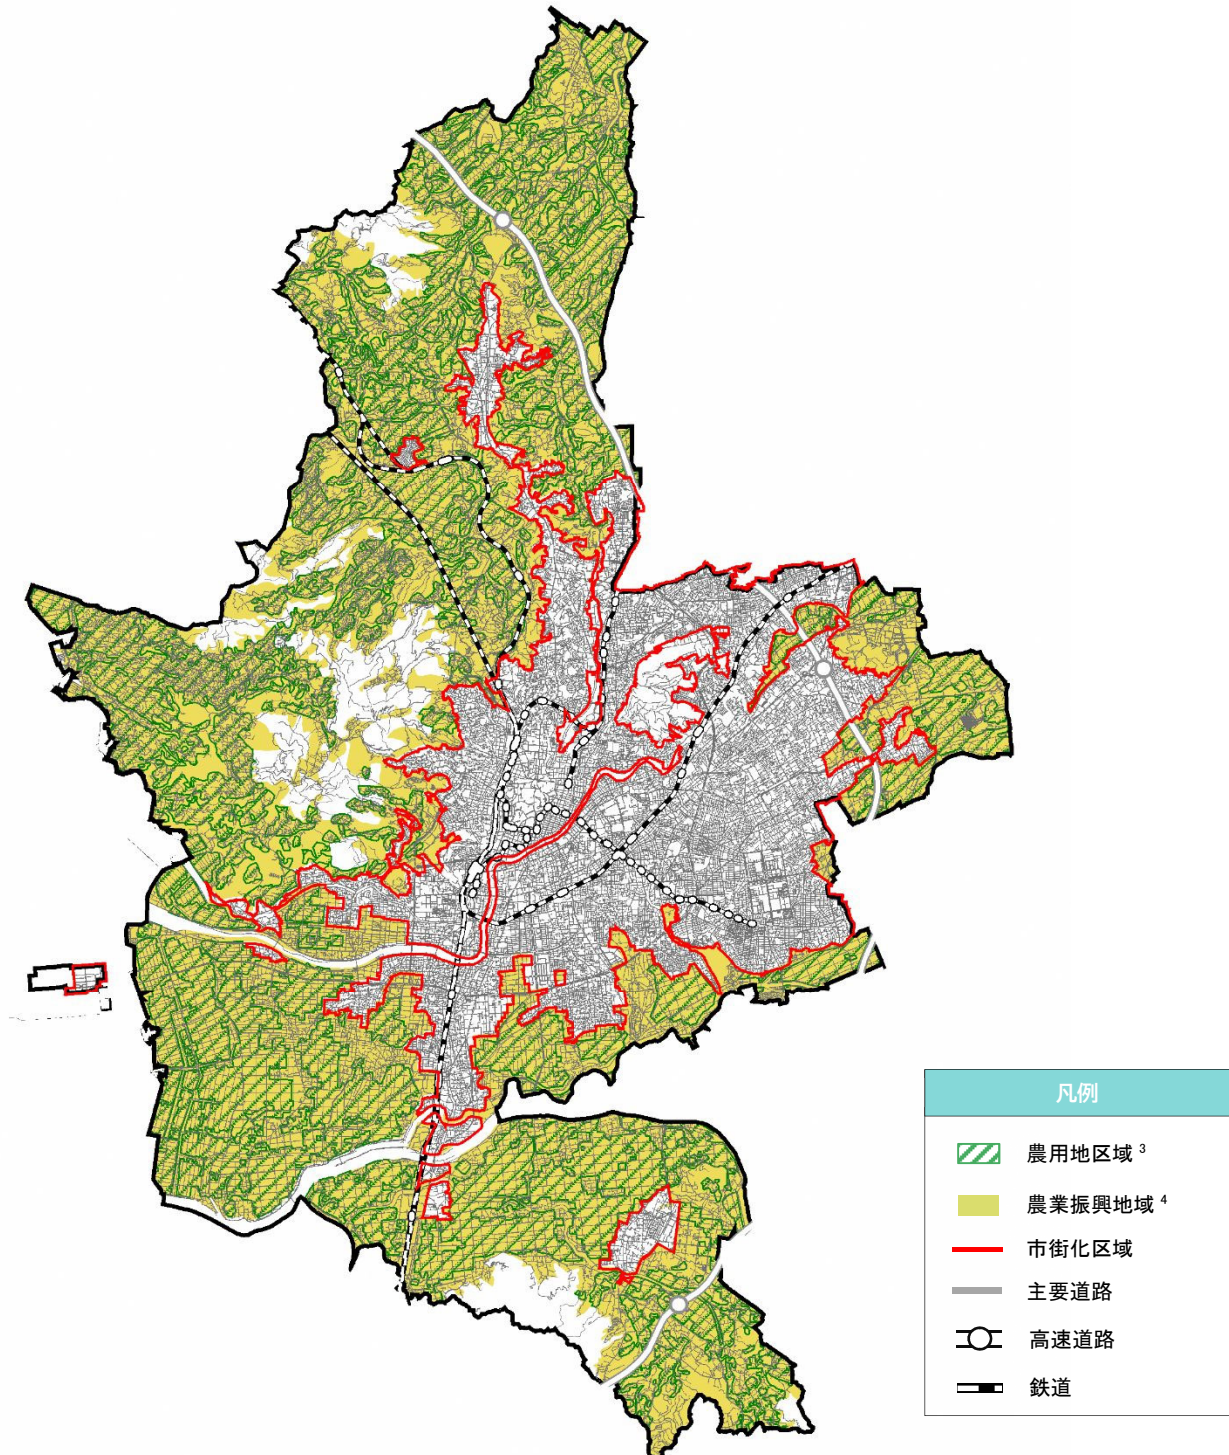 凡例
農用地区域 3
農業振興地域 4
市街化区域
主要道路
高速道路
鉄道